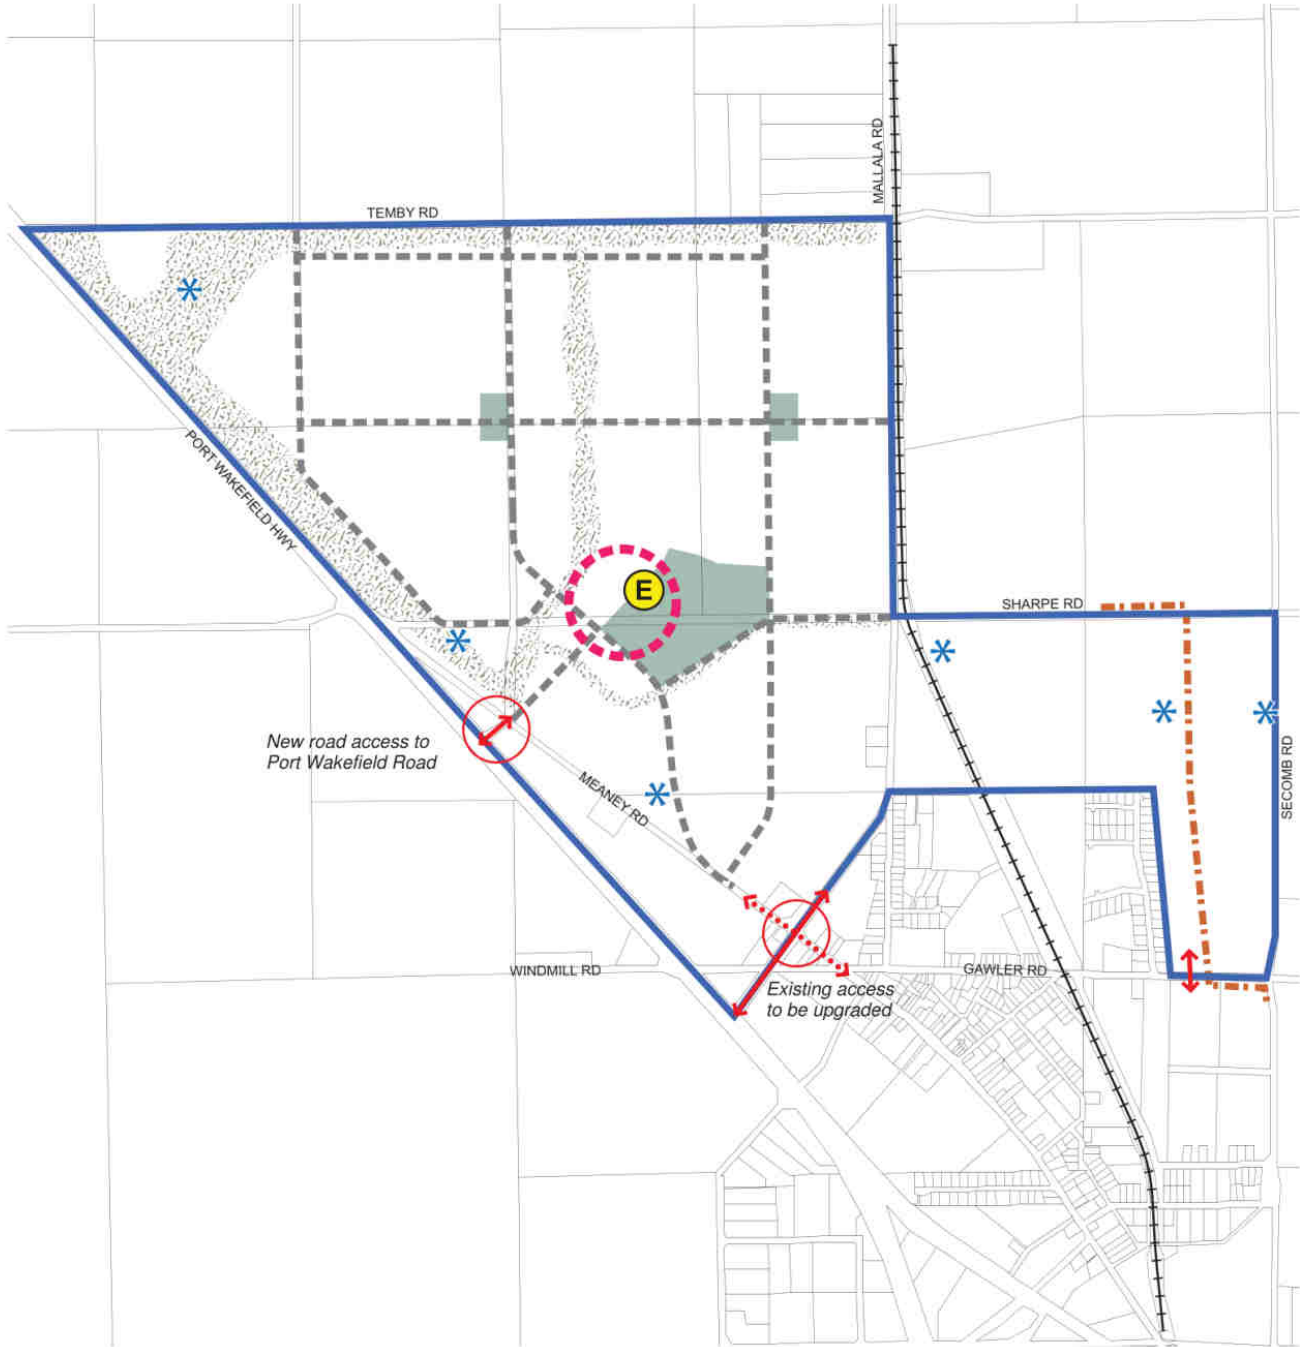 MALLALA RD
TEMBY RD
PORT WAKEFIELD HWY
E
SHARPE RD
New road access to
Port Wakefield Road
MEANEY RD
SECOMB RD
WINDMILL RD
GAWLER RD
Existing access
to be upgraded